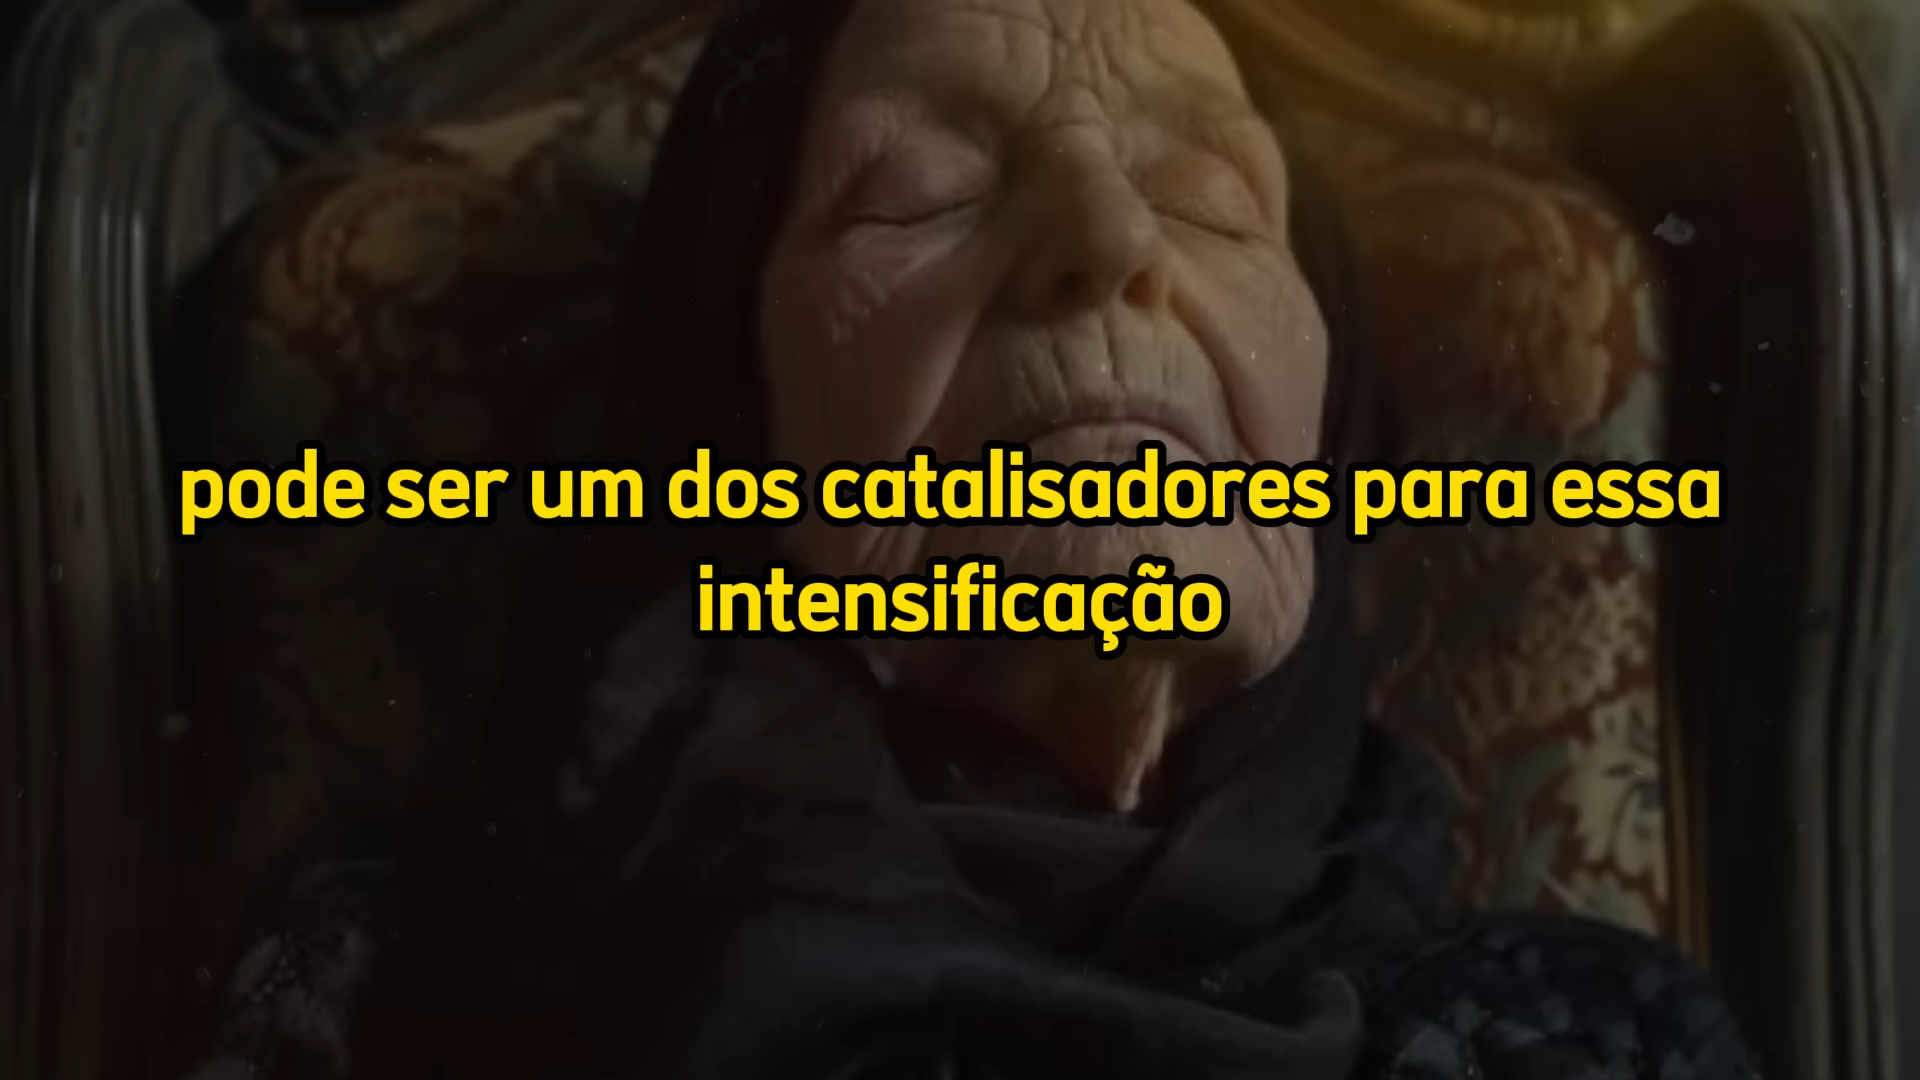 pode ser um dos catalisadores para essa
intensificação